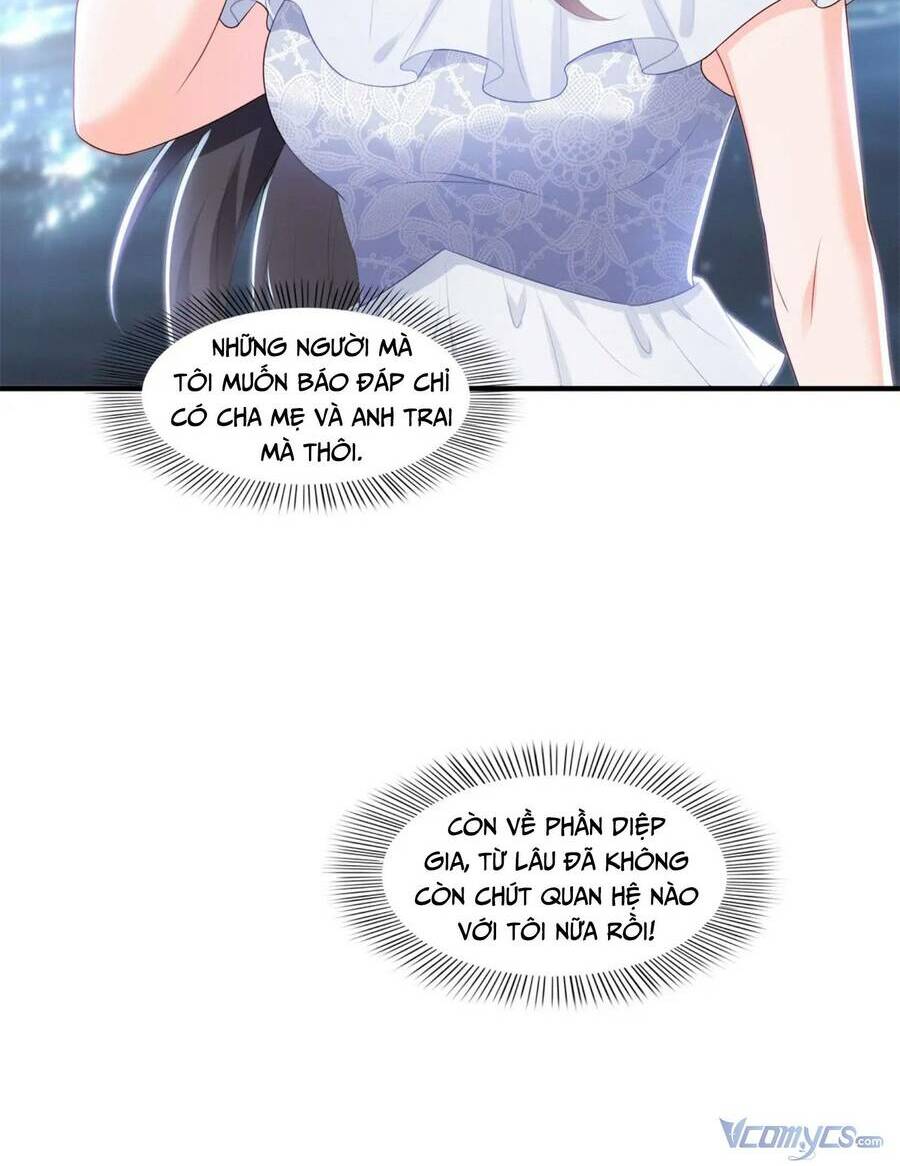 NHỮNG NGƯỜI MÀ
TÔI MUỐN BÁO ĐÁP CHỈ
CÓ CHA MẸ VÀ ANH TRAI
MÀ THÔI.
CÒN VỀ PHẦN DIỆP
GIA, TỪ LÂU ĐÃ KHÔNG
CÒN CHÚT QUAN HỆ NÀO
VỚI TÔI NỮA RỒI!
VCOMYCS.com